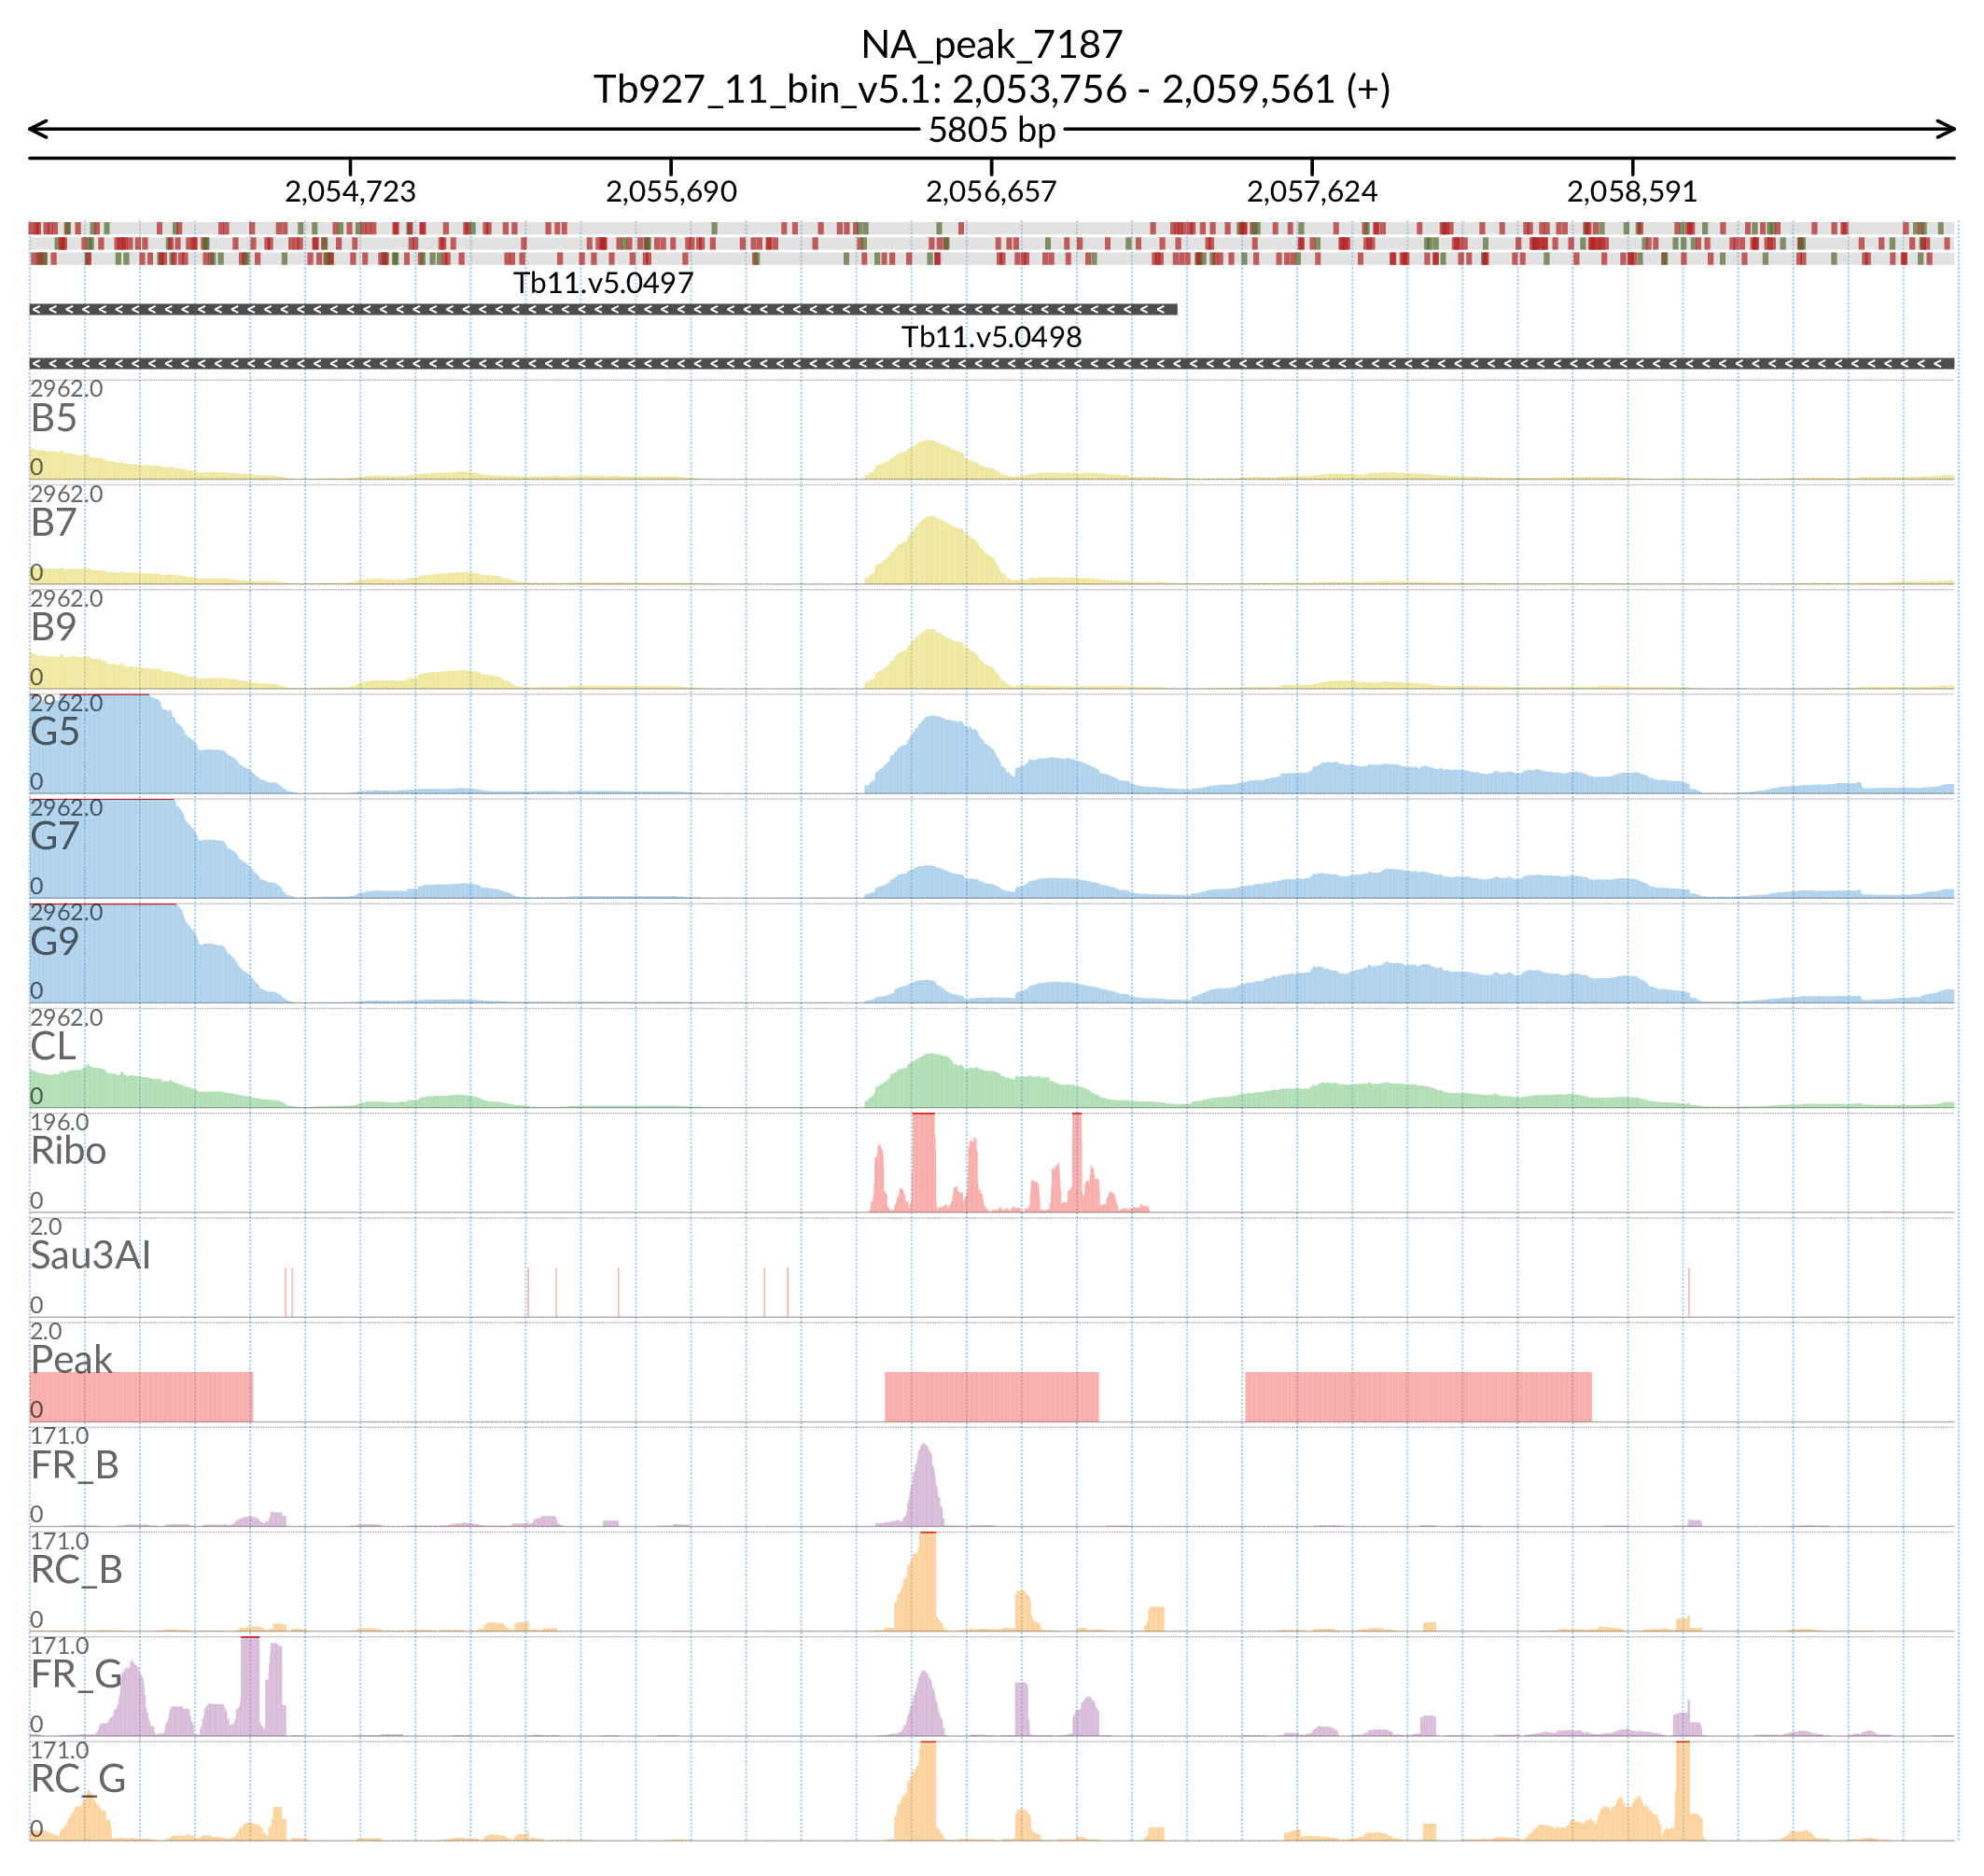 NA_peak_7187
Tb927_11_bin_v5.1: 2,053,756 - 2,059,561 (+)
5805 bp
2,054,723 2,055,690 2,056,657 2,057,624 2,058,591
Tb11.v5.0497
Tb11.v5.0498
2962.0
B5
0
2962.0
B7
0
2962.0
B9
0
2962.0
G5
0
2962.0
G7
0
2962.0
G9
0
2962.0
CL
0
196.0
Ribo
0
2.0
Sau3AI
0
2.0
Peak
0
171.0
FR_B
0
171.0
RC_B
0
171.0
FR_G
0
171.0
RC_G
0